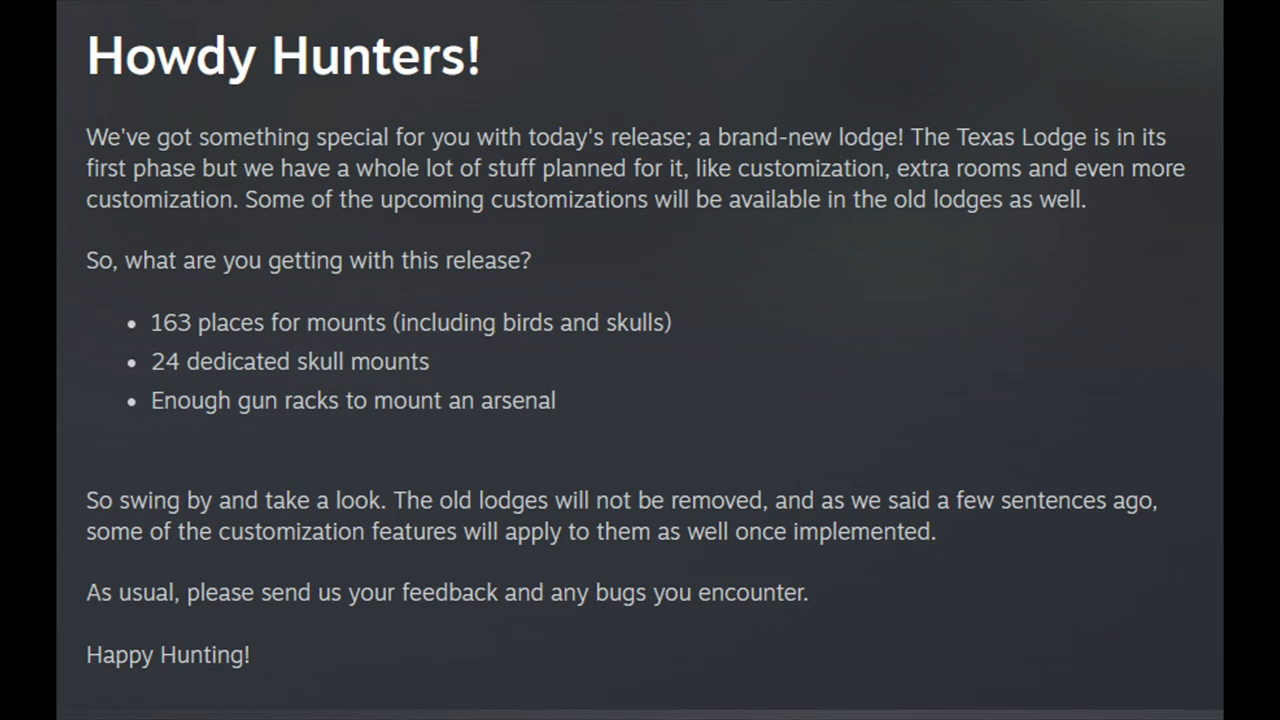 Howdy Hunters!
We've got something special for you with today's release; a brand-new lodge! The Texas Lodge is in its
first phase but we have a whole lot of stuff planned for it, like customization, extra rooms and even more
customization. Some of the upcoming customizations will be available in the old lodges as well.
So, what are you getting with this release?
• 163 places for mounts (including birds and skulls)
• 24 dedicated skull mounts
• Enough gun racks to mount an arsenal
So swing by and take a look. The old lodges will not be removed, and as we said a few sentences ago,
some of the customization features will apply to them as well once implemented.
As usual, please send us your feedback and any bugs you encounter.
Happy Hunting!